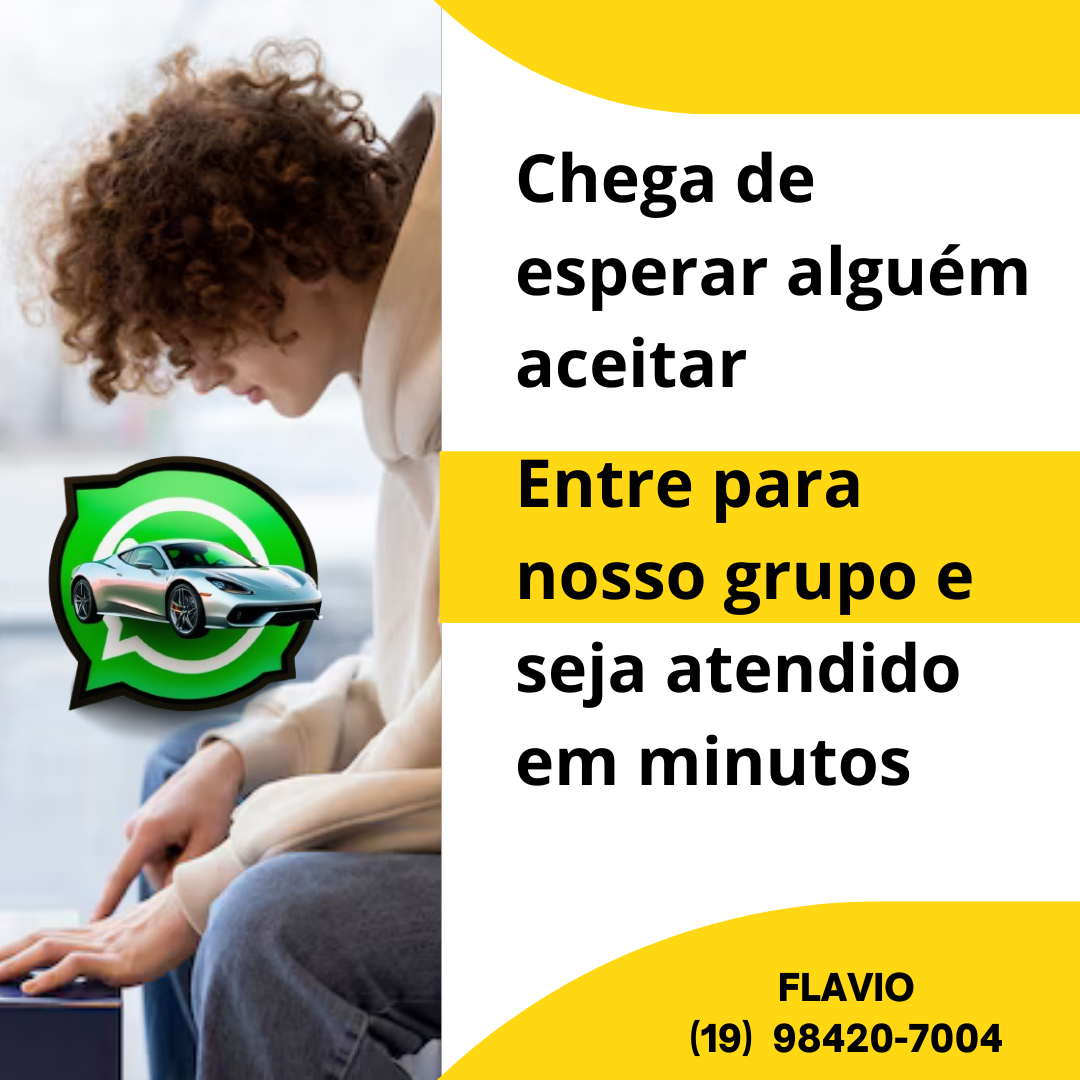 Chega de
esperar alguém
aceitar
Entre para
nosso grupo e
seja atendido
em minutos
FLAVIO
(19) 98420-7004